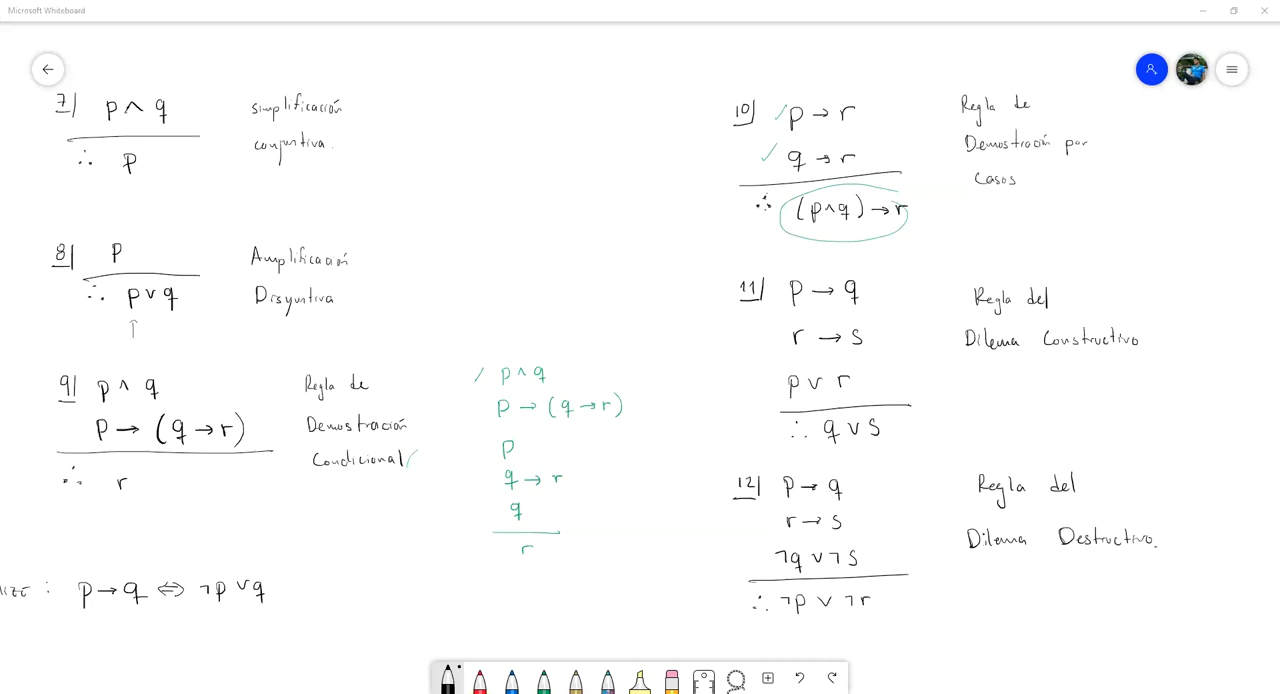 Microsoft Whiteboard
7| p ∧ q simplificación
conjuntiva.
∴ p
8| p Amplificación
∴ p ∨ q Disyuntiva
9| p ∧ q Regla de
p → (q → r) Demostración
Condicional
∴ r
p ∧ q
p → (q → r)
p
q → r
q
r
: p → q ⇔ ¬p ∨ q
10| p → r Regla de
q → r Demostración por
Casos
∴ (p ∧ q) → r
11| p → q Regla del
r → s Dilema Constructivo
p ∨ r
∴ q ∨ s
12| p → q Regla del
r → s Dilema Destructivo.
¬q ∨ ¬s
∴ ¬p ∨ ¬r